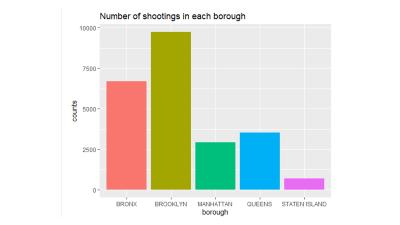 Number of shootings in each borough
10000
7500
5000
2500
0
counts
BRONX BROOKLYN MANHATTAN QUEENS STATEN ISLAND
borough